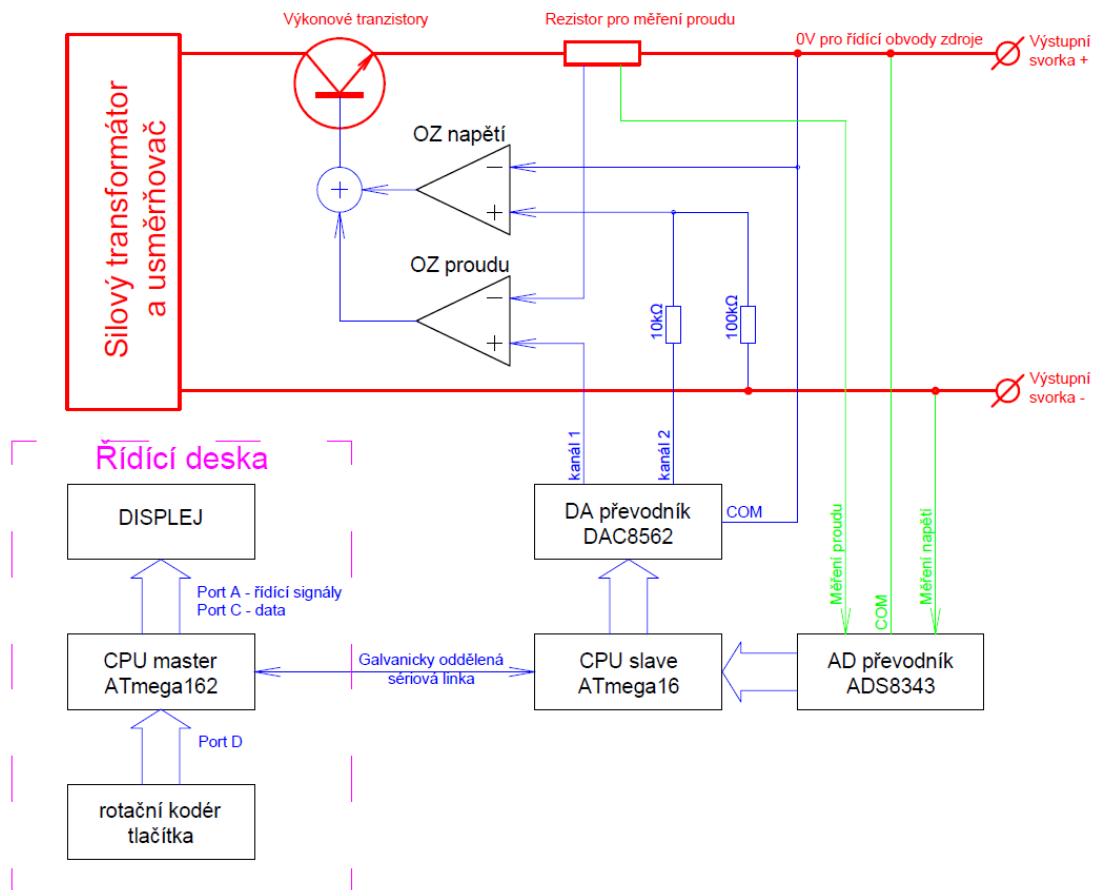 Výkonové tranzistory
Rezistor pro měření proudu
0V pro řídící obvody zdroje
Výstupní
svorka +
Silový transformátor
a usměrňovač
OZ napětí
−
+
+
OZ proudu
−
+
10kΩ
100kΩ
Výstupní
svorka -
kanál 1
kanál 2
Řídící deska
DISPLEJ
DA převodník
DAC8562
COM
Měření proudu
COM
Měření napětí
Port A - řídící signály
Port C - data
CPU master
ATmega162
Galvanicky oddělená
sériová linka
CPU slave
ATmega16
AD převodník
ADS8343
Port D
rotační kodér
tlačítka